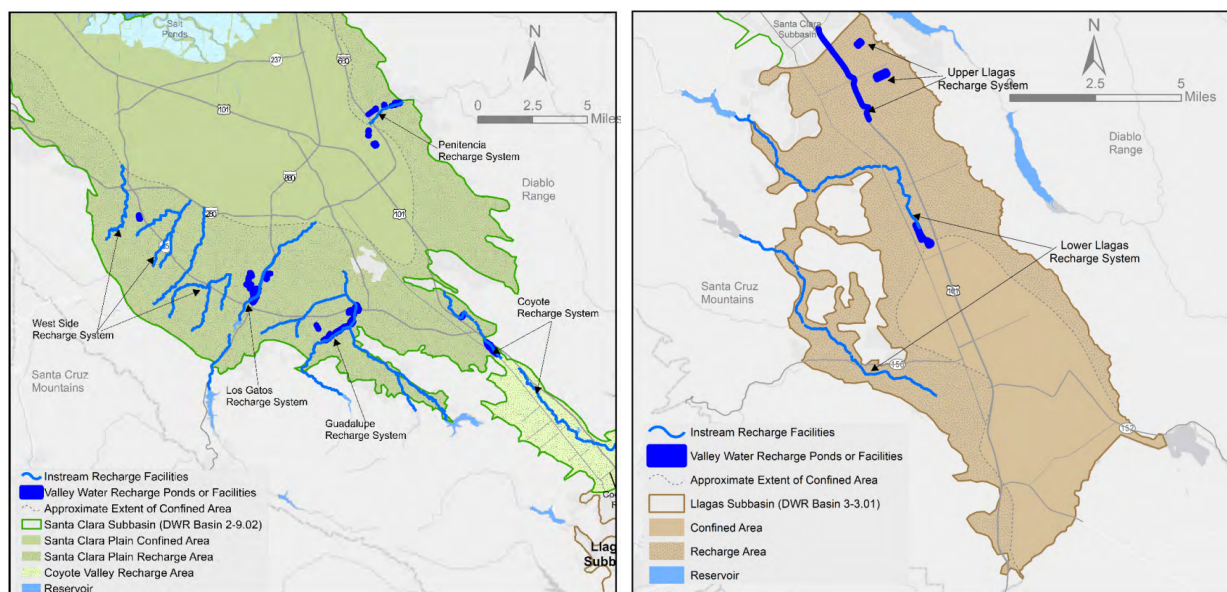 Salt
Ponds
237
680
N
0 2.5 5
Miles
101
Penitencia
Recharge System
880
Diablo
Range
280
101
85
West Side
Recharge System
Coyote
Recharge System
Santa Cruz
Mountains
Los Gatos
Recharge System
Guadalupe
Recharge System
Instream Recharge Facilities
Valley Water Recharge Ponds or Facilities
Approximate Extent of Confined Area
Santa Clara Subbasin (DWR Basin 2-9.02)
Santa Clara Plain Confined Area
Santa Clara Plain Recharge Area
Coyote Valley Recharge Area
Reservoir
Llag
Subb
Santa Clara
Subbasin
N
Upper Llagas
Recharge System
0 2.5 5
Miles
Diablo
Range
Lower Llagas
Recharge System
Santa Cruz
Mountains
101
156
152
Instream Recharge Facilities
Valley Water Recharge Ponds or Facilities
Approximate Extent of Confined Area
Llagas Subbasin (DWR Basin 3-3.01)
Confined Area
Recharge Area
Reservoir